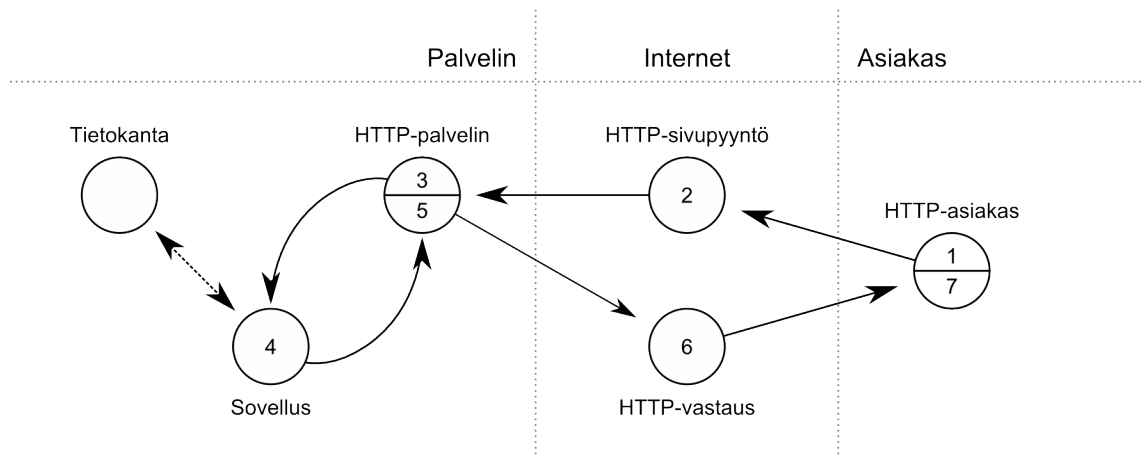 Palvelin
Internet
Asiakas
Tietokanta
HTTP-palvelin
HTTP-sivupyyntö
3
5
2
HTTP-asiakas
1
7
4
6
Sovellus
HTTP-vastaus